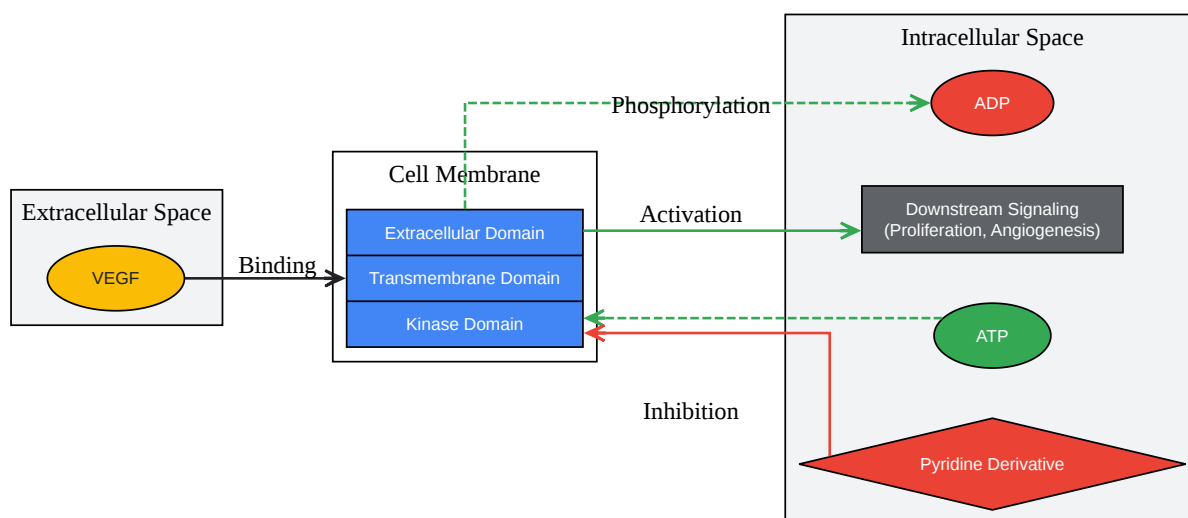 Extracellular Space
VEGF
Binding
Cell Membrane
Extracellular Domain
Transmembrane Domain
Kinase Domain
Phosphorylation
Activation
Inhibition
Intracellular Space
ADP
Downstream Signaling
(Proliferation, Angiogenesis)
ATP
Pyridine Derivative